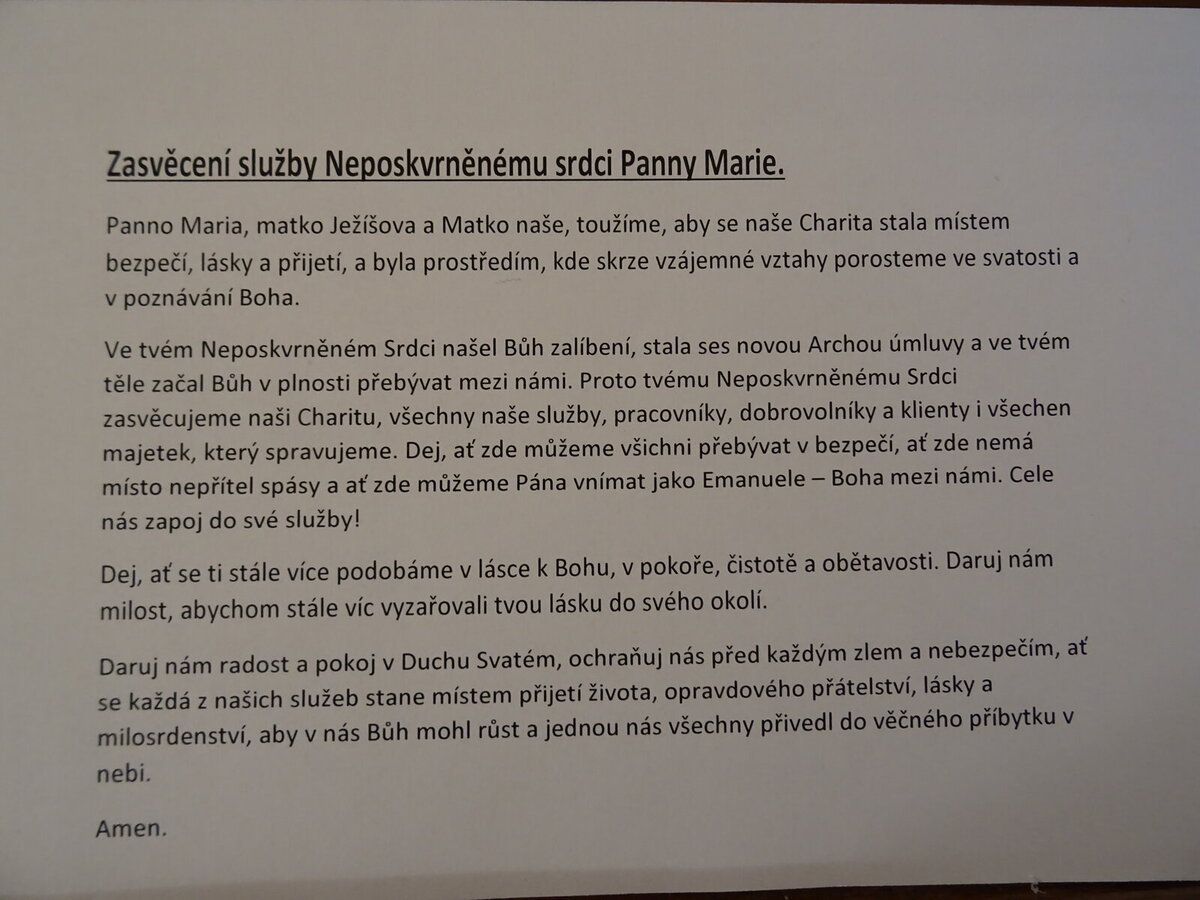 Zasvěcení služby Neposkvrněnému srdci Panny Marie.
Panno Maria, matko Ježíšova a Matko naše, toužíme, aby se naše Charita stala místem
bezpečí, lásky a přijetí, a byla prostředím, kde skrze vzájemné vztahy porosteme ve svatosti a
v poznávání Boha.
Ve tvém Neposkvrněném Srdci našel Bůh zalíbení, stala ses novou Archou úmluvy a ve tvém
těle začal Bůh v plnosti přebývat mezi námi. Proto tvému Neposkvrněnému Srdci
zasvěcujeme naši Charitu, všechny naše služby, pracovníky, dobrovolníky a klienty i všechen
majetek, který spravujeme. Dej, ať zde můžeme všichni přebývat v bezpečí, ať zde nemá
místo nepřítel spásy a ať zde můžeme Pána vnímat jako Emanuele – Boha mezi námi. Cele
nás zapoj do své služby!
Dej, ať se ti stále více podobáme v lásce k Bohu, v pokoře, čistotě a obětavosti. Daruj nám
milost, abychom stále víc vyzařovali tvou lásku do svého okolí.
Daruj nám radost a pokoj v Duchu Svatém, ochraňuj nás před každým zlem a nebezpečím, ať
se každá z našich služeb stane místem přijetí života, opravdového přátelství, lásky a
milosrdenství, aby v nás Bůh mohl růst a jednou nás všechny přivedl do věčného příbytku v
nebi.
Amen.